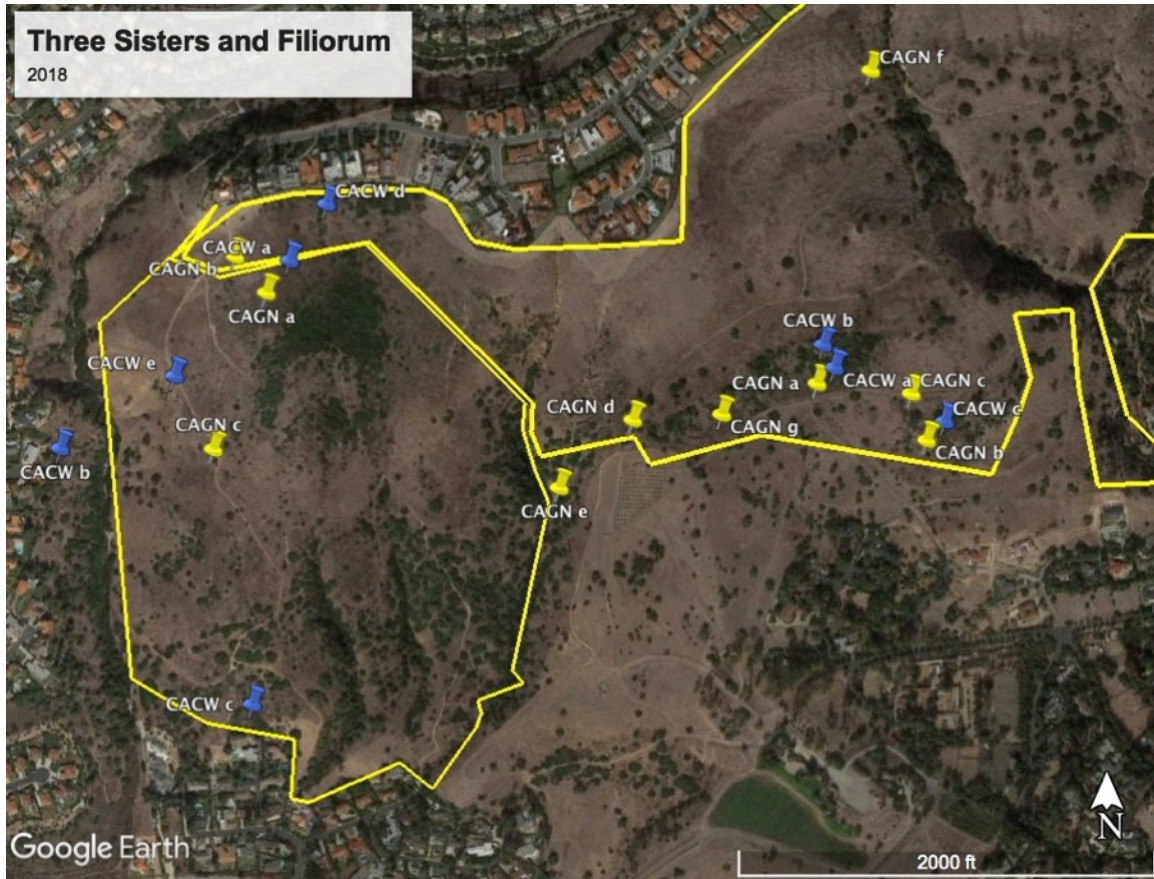 Three Sisters and Filiorum
2018
CAGN f
CACW d
CACW a
CAGN b
CAGN a
CACW b
CACW e
CAGN a
CACW a
CAGN c
CAGN d
CACW c
CAGN c
CAGN g
CAGN b
CACW b
CAGN e
CACW c
N
Google Earth
2000 ft